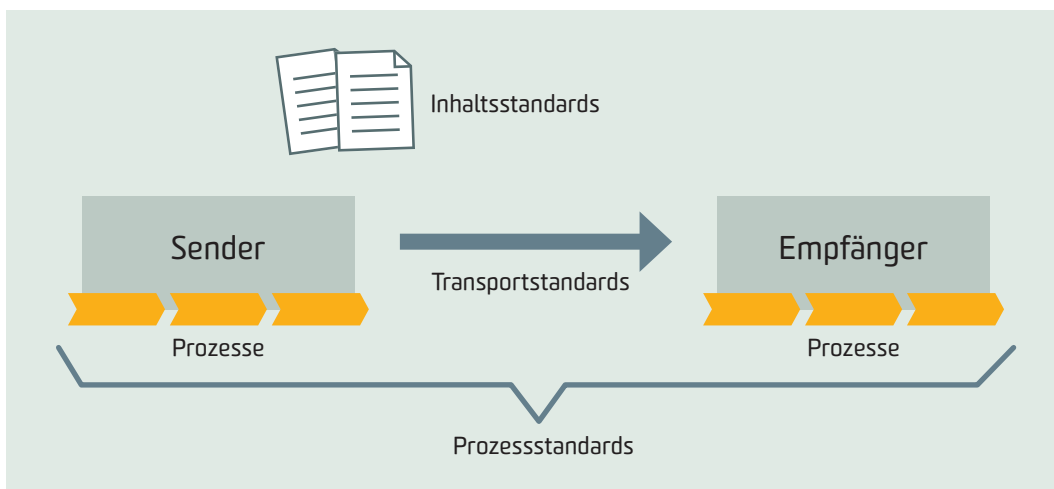 Inhaltsstandards
Sender
Empfänger
Transportstandards
Prozesse
Prozesse
Prozessstandards